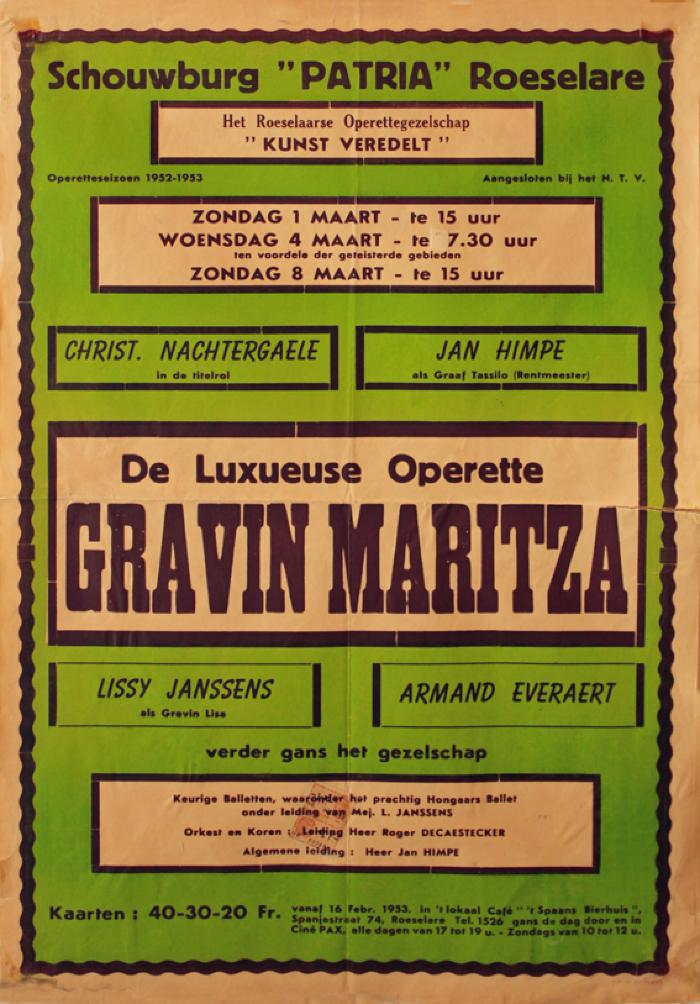 Schouwburg "PATRIA" Roeselare
Het Roeselaarse Operettegezelschap
" KUNST VEREDELT "
Operetteseizoen 1952-1953
Aangesloten bij het N. T. V.
ZONDAG 1 MAART - te 15 uur
WOENSDAG 4 MAART - te 7.30 uur
ten voordele der geteisterde gebieden
ZONDAG 8 MAART - te 15 uur
CHRIST. NACHTERGAELE
in de titelrol
JAN HIMPE
als Graaf Tassilo (Rentmeester)
De Luxueuse Operette
GRAVIN MARITZA
LISSY JANSSENS
als Gravin Lisa
ARMAND EVERAERT
verder gans het gezelschap
Keurige Balletten, waaronder het prachtig Hongaars Ballet
onder leiding van Mej. L. JANSSENS
Orkest en Koren : Leiding Heer Roger DECAESTECKER
Algemene leiding : Heer Jan HIMPE
Kaarten : 40-30-20 Fr.
vanaf 16 Febr. 1953, in 't lokaal Café " 't Spaans Bierhuis ",
Spanjestraat 74, Roeselare Tel. 1526 gans de dag door en in
Ciné PAX, alle dagen van 17 tot 19 u. - Zondags van 10 tot 12 u.